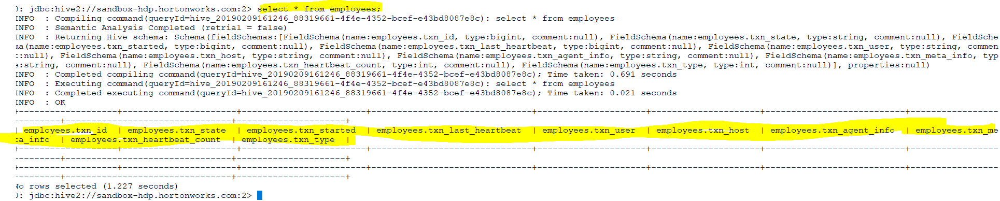 0: jdbc:hive2://sandbox-hdp.hortonworks.com:2> select * from employees;
INFO  : Compiling command(queryId=hive_20190209161246_88319661-4f4e-4352-bcef-e43bd8087e8c): select * from employees
INFO  : Semantic Analysis Completed (retrial = false)
INFO  : Returning Hive schema: Schema(fieldSchemas:[FieldSchema(name:employees.txn_id, type:bigint, comment:null), FieldSchema(name:employees.txn_state, type:string, comment:null), FieldSche
ma(name:employees.txn_started, type:bigint, comment:null), FieldSchema(name:employees.txn_last_heartbeat, type:bigint, comment:null), FieldSchema(name:employees.txn_user, type:string, commen
t:null), FieldSchema(name:employees.txn_host, type:string, comment:null), FieldSchema(name:employees.txn_agent_info, type:string, comment:null), FieldSchema(name:employees.txn_meta_info, typ
e:string, comment:null), FieldSchema(name:employees.txn_heartbeat_count, type:int, comment:null), FieldSchema(name:employees.txn_type, type:int, comment:null)], properties:null)
INFO  : Completed compiling command(queryId=hive_20190209161246_88319661-4f4e-4352-bcef-e43bd8087e8c); Time taken: 0.691 seconds
INFO  : Executing command(queryId=hive_20190209161246_88319661-4f4e-4352-bcef-e43bd8087e8c): select * from employees
INFO  : Completed executing command(queryId=hive_20190209161246_88319661-4f4e-4352-bcef-e43bd8087e8c); Time taken: 0.021 seconds
INFO  : OK
| employees.txn_id  | employees.txn_state  | employees.txn_started  | employees.txn_last_heartbeat  | employees.txn_user  | employees.txn_host  | employees.txn_agent_info  | employees.txn_me
ta_info  | employees.txn_heartbeat_count  | employees.txn_type  |
No rows selected (1.227 seconds)
0: jdbc:hive2://sandbox-hdp.hortonworks.com:2>